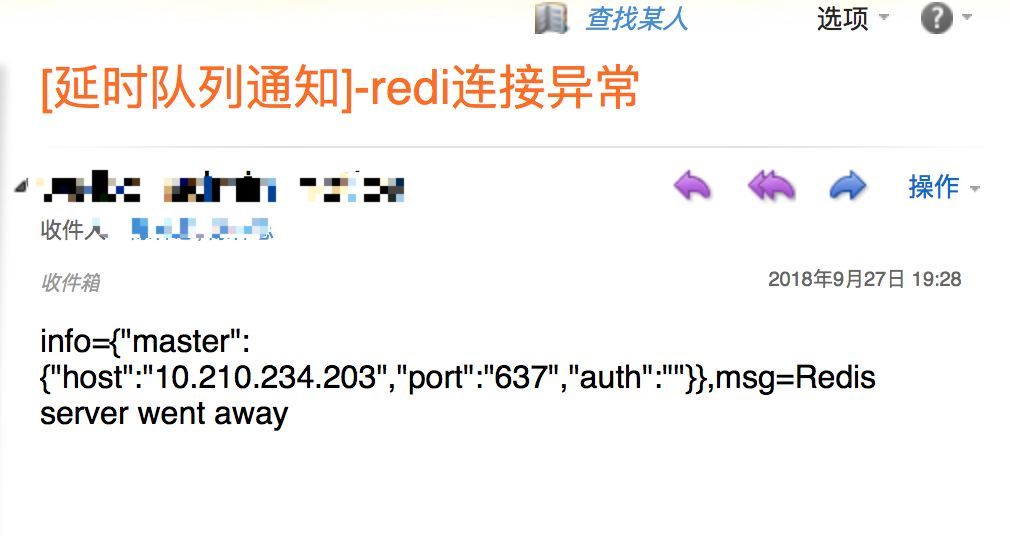 查找某人 选项
[延时队列通知]-redi连接异常
操作
收件人
收件箱 2018年9月27日 19:28
info={"master":
{"host":"10.210.234.203","port":"637","auth":""}},msg=Redis
server went away